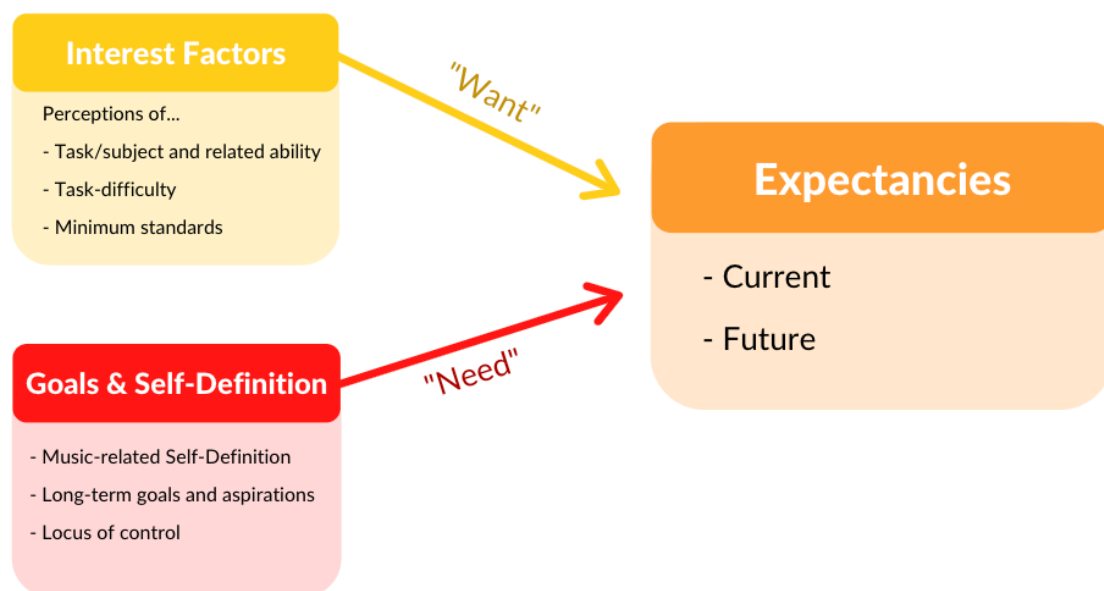 Interest Factors
Perceptions of...
- Task/subject and related ability
- Task-difficulty
- Minimum standards
"Want"
Expectancies
- Current
- Future
Goals & Self-Definition
- Music-related Self-Definition
- Long-term goals and aspirations
- Locus of control
"Need"